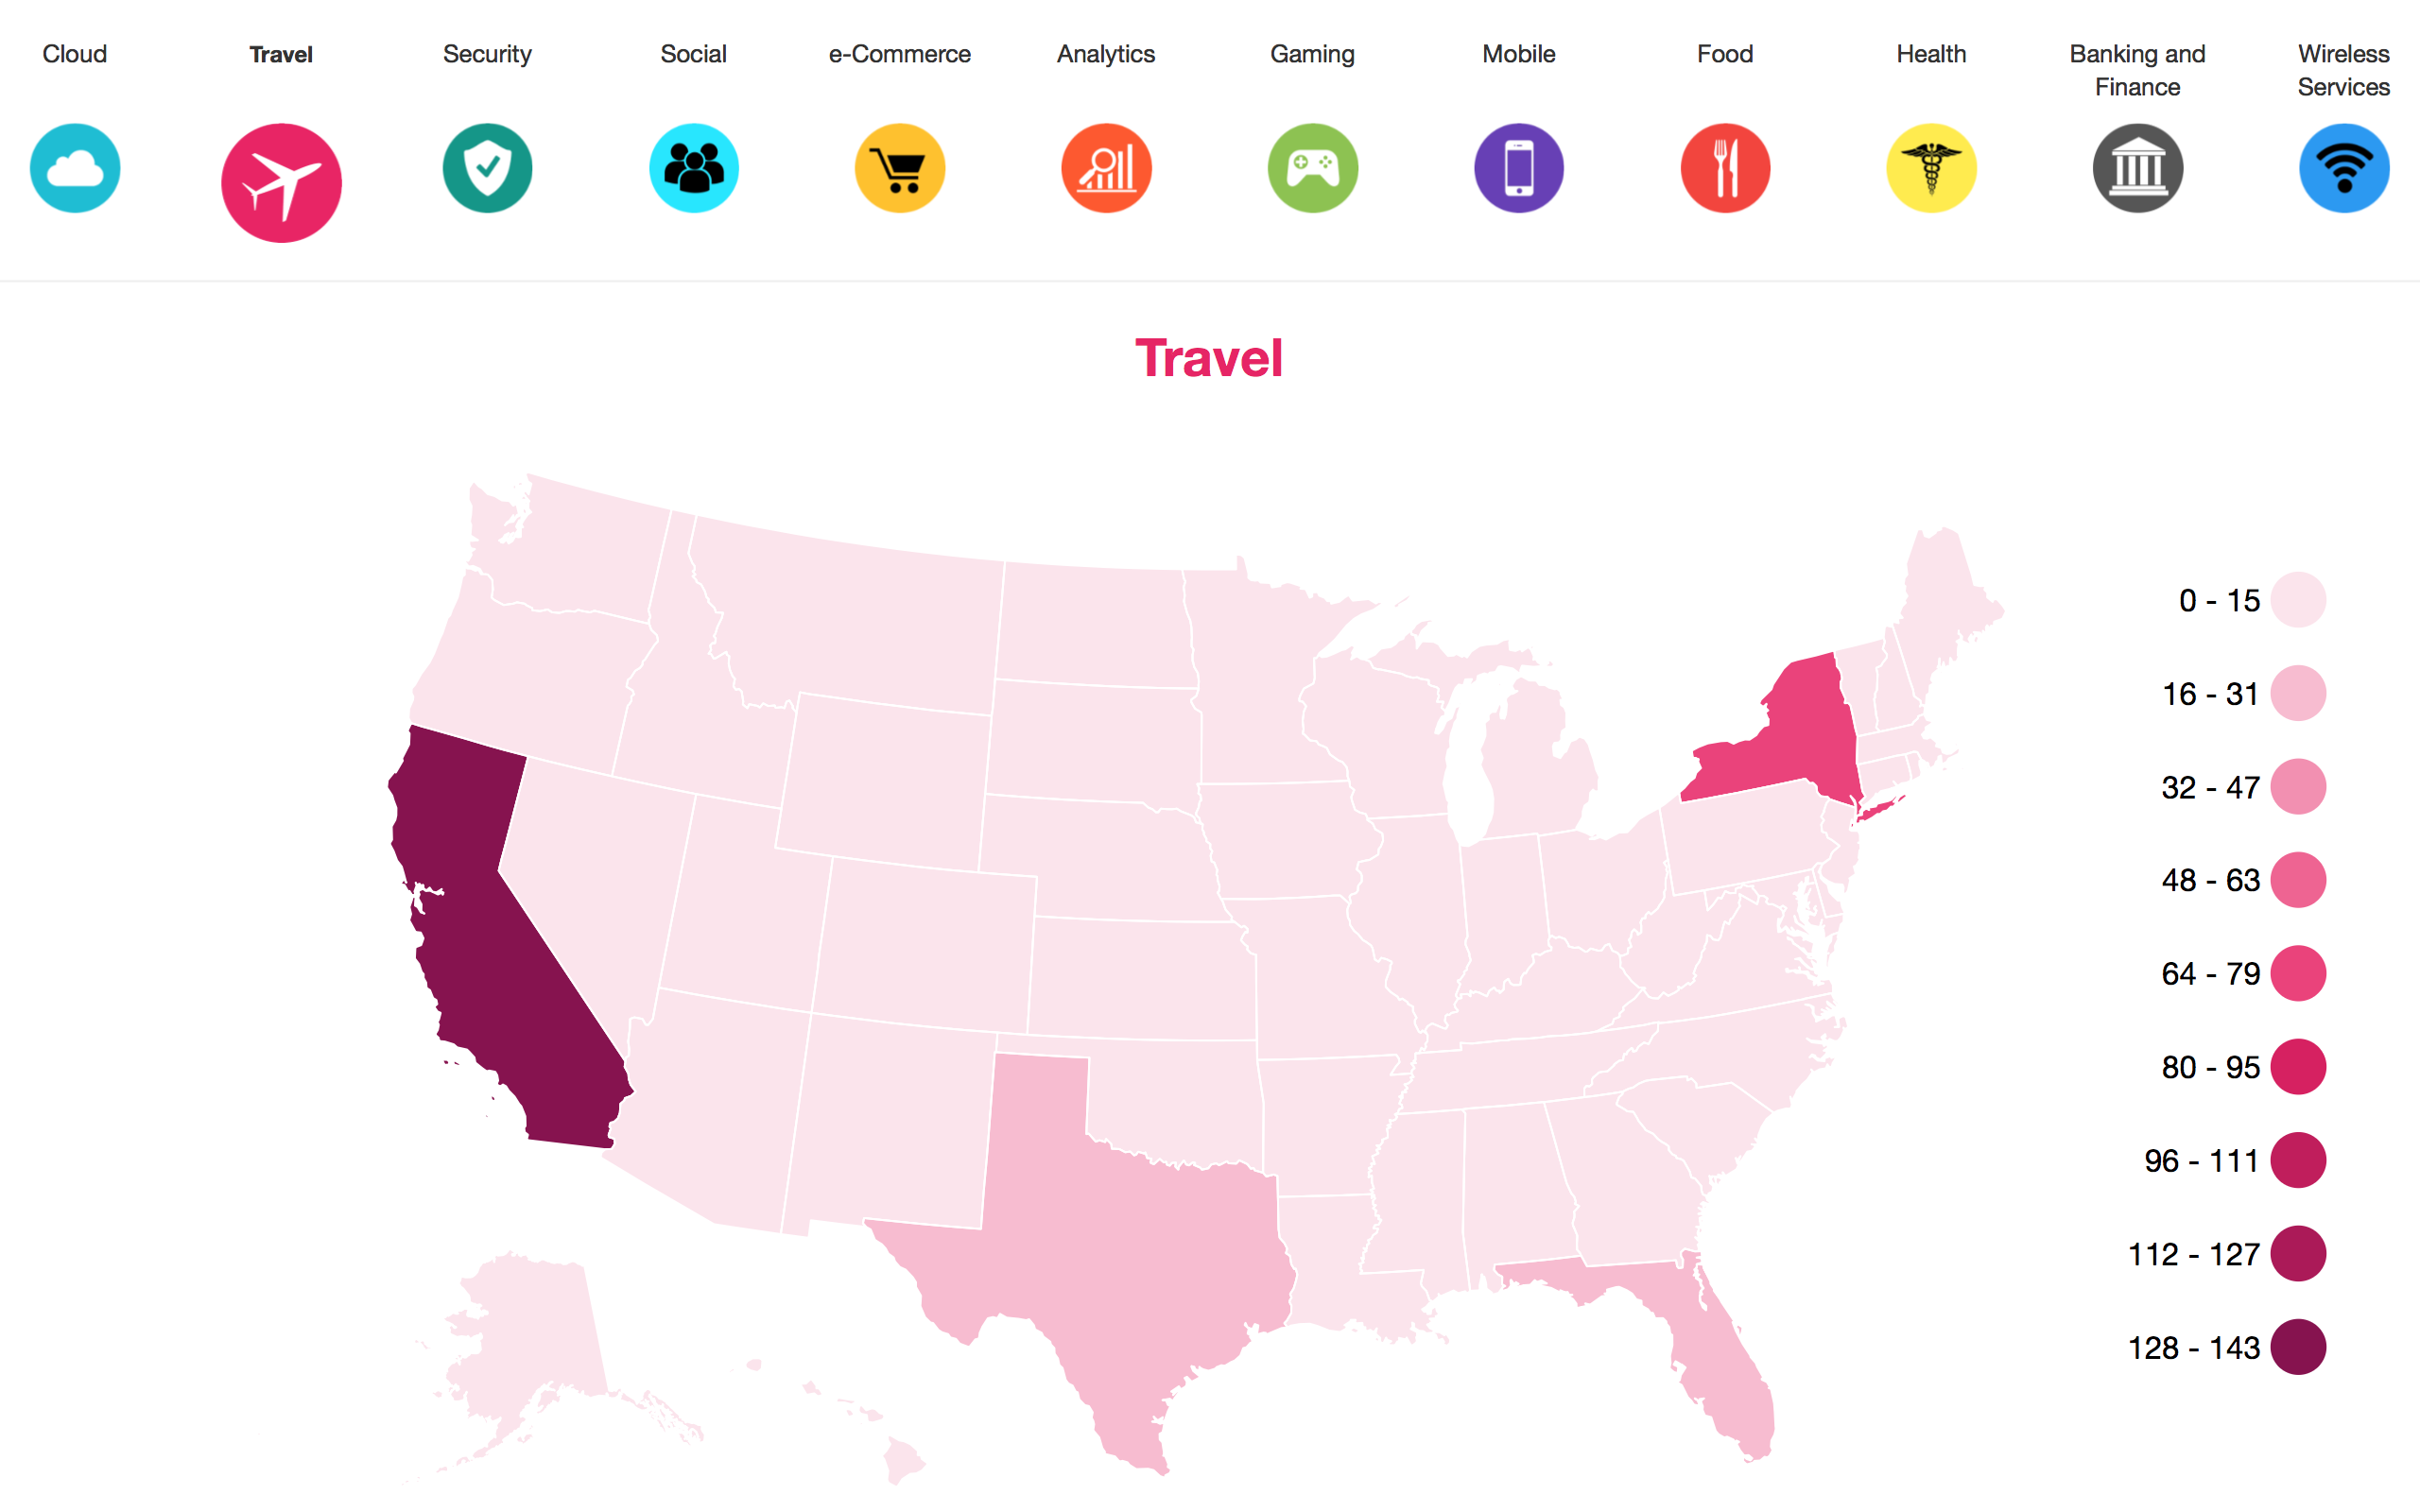 Cloud
Travel
Security
Social
e-Commerce
Analytics
Gaming
Mobile
Food
Health
Banking and
Finance
Wireless
Services
Travel
0 - 15
16 - 31
32 - 47
48 - 63
64 - 79
80 - 95
96 - 111
112 - 127
128 - 143